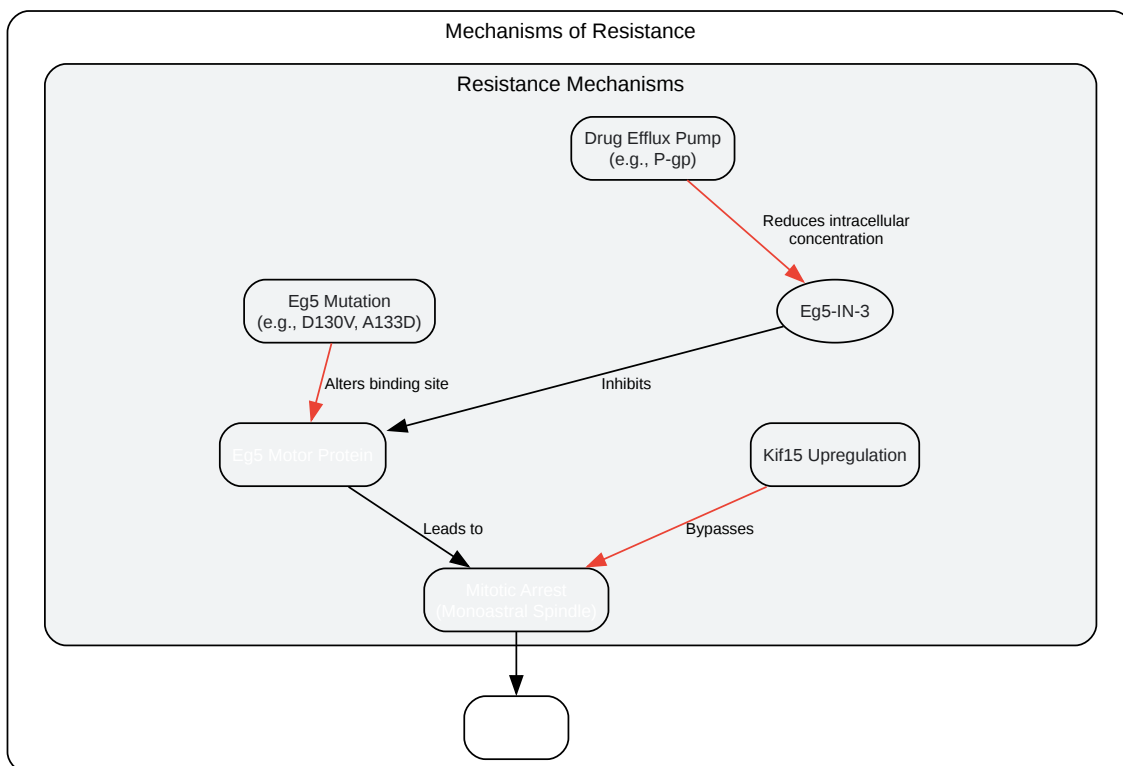 Mechanisms of Resistance
Resistance Mechanisms
Drug Efflux Pump
(e.g., P-gp)
Reduces intracellular
concentration
Eg5 Mutation
(e.g., D130V, A133D)
Eg5-IN-3
Alters binding site
Inhibits
Eg5 Motor Protein
Kif15 Upregulation
Leads to
Bypasses
Mitotic Arrest
(Monoastral Spindle)